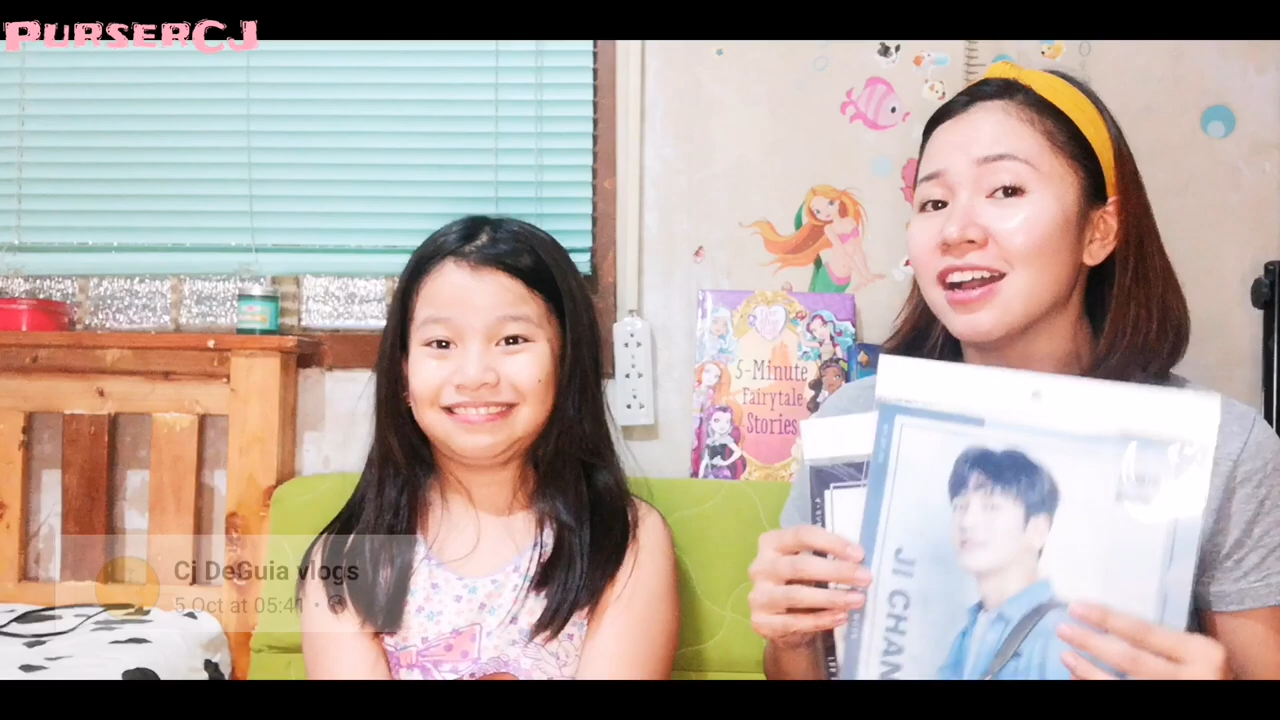 PURSERCJ
5-Minute
Fairytale
Stories
JI CHAN
Cj DeGuia vlogs
5 Oct at 05:41